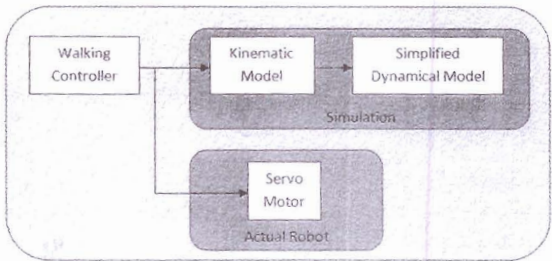 Walking
Controller
Kinematic
Model
Simplified
Dynamical Model
Simulation
Servo
Motor
Actual Robot